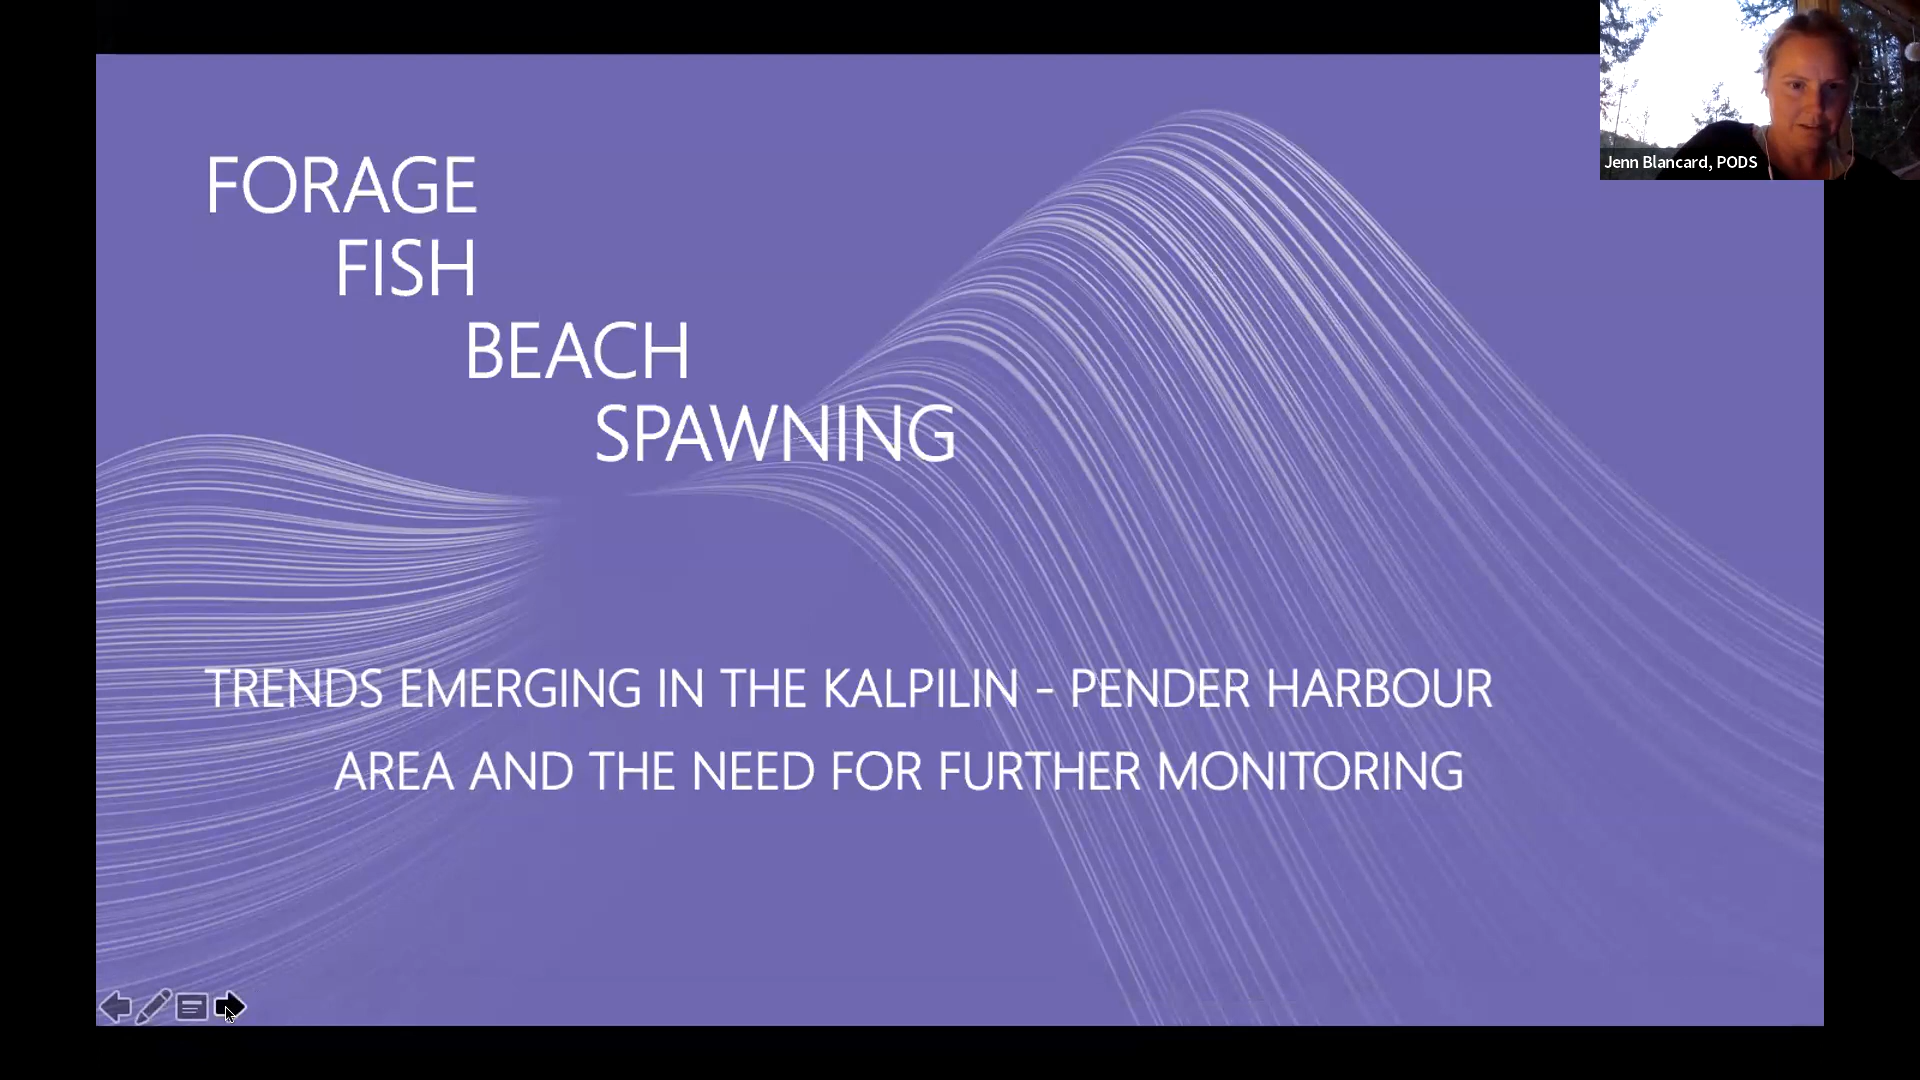 FORAGE
FISH
BEACH
SPAWNING
TRENDS EMERGING IN THE KALPILIN - PENDER HARBOUR
AREA AND THE NEED FOR FURTHER MONITORING
Jenn Blancard, PODS